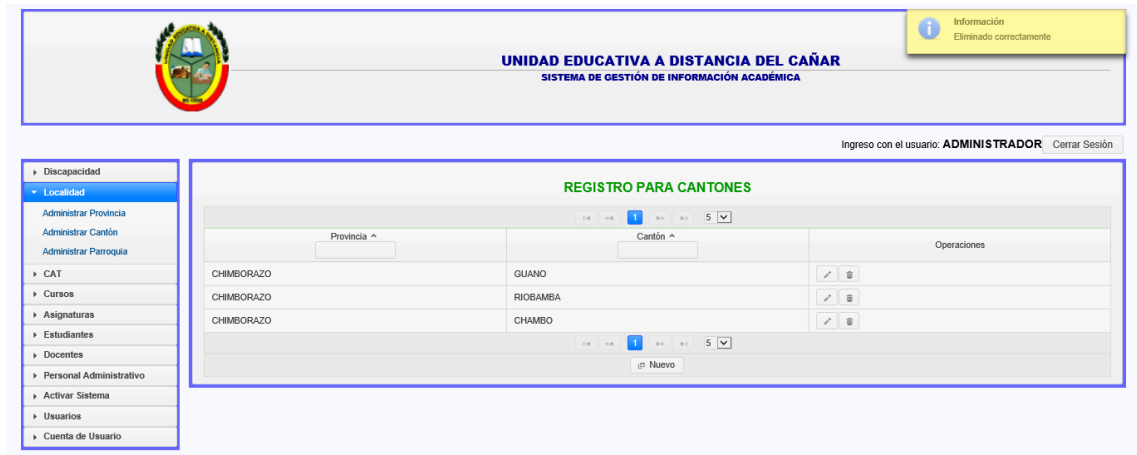 Información
Eliminado correctamente
UNIDAD EDUCATIVA A DISTANCIA DEL CAÑAR
SISTEMA DE GESTIÓN DE INFORMACIÓN ACADÉMICA
Ingreso con el usuario: ADMINISTRADOR Cerrar Sesión
Discapacidad
Localidad
Administrar Provincia
Administrar Cantón
Administrar Parroquia
CAT
Cursos
Asignaturas
Estudiantes
Docentes
Personal Administrativo
Activar Sistema
Usuarios
Cuenta de Usuario
REGISTRO PARA CANTONES
1 5
Provincia Cantón Operaciones
CHIMBORAZO GUANO
CHIMBORAZO RIOBAMBA
CHIMBORAZO CHAMBO
1 5
Nuevo